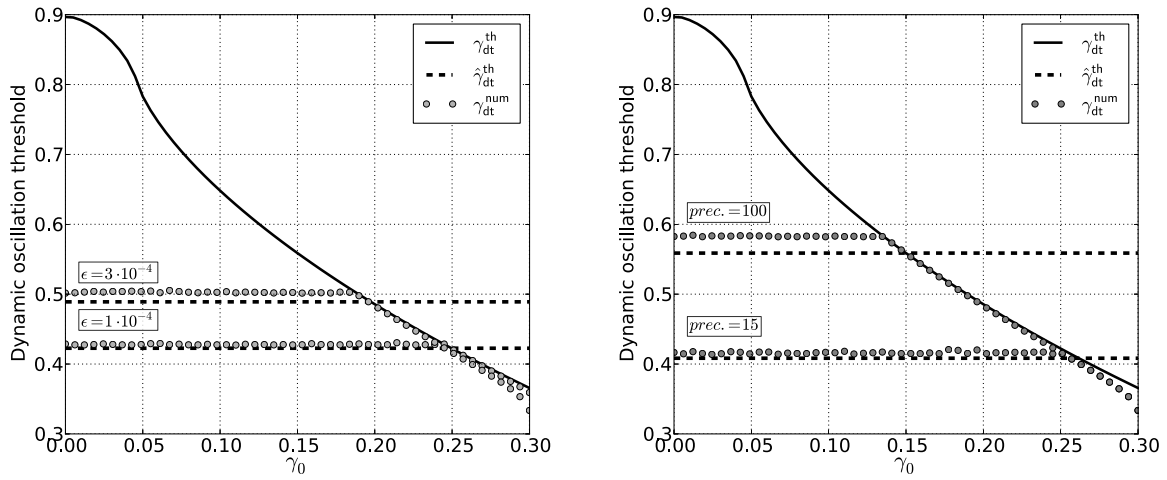 Dynamic oscillation threshold
0.9
0.8
0.7
0.6
0.5
0.4
0.3
γ_dt^th
γ̂_dt^th
γ_dt^num
ϵ=3·10⁻⁴
ϵ=1·10⁻⁴
0.00 0.05 0.10 0.15 0.20 0.25 0.30
γ₀
Dynamic oscillation threshold
0.9
0.8
0.7
0.6
0.5
0.4
0.3
γ_dt^th
γ̂_dt^th
γ_dt^num
prec.=100
prec.=15
0.00 0.05 0.10 0.15 0.20 0.25 0.30
γ₀